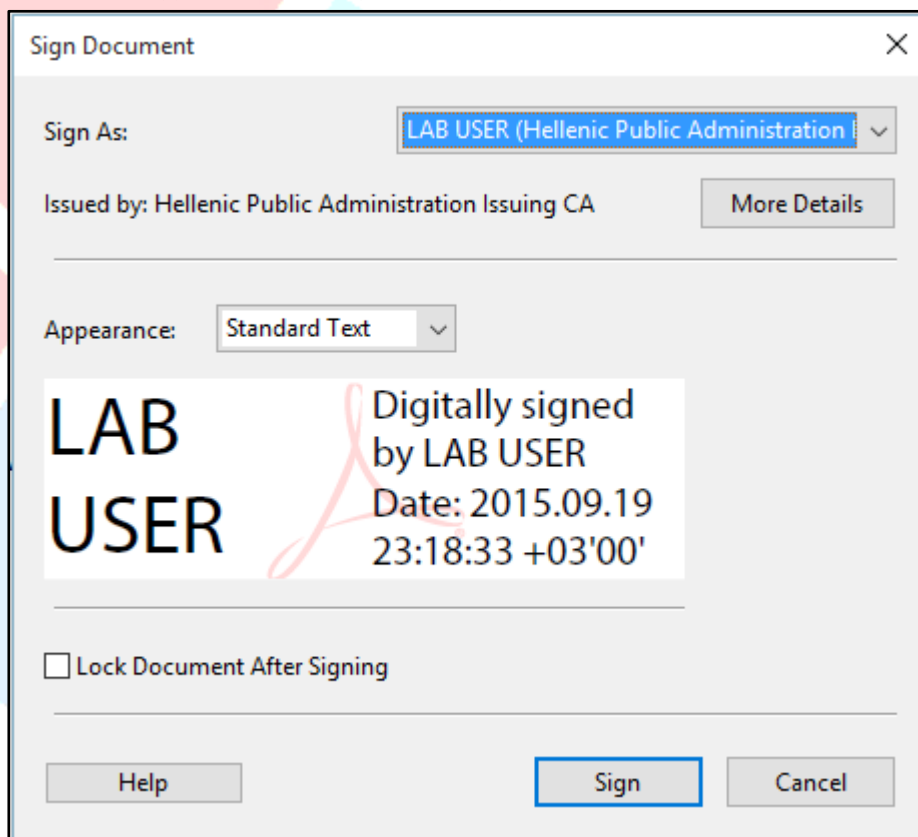 Sign Document
Sign As:
LAB USER (Hellenic Public Administration
Issued by: Hellenic Public Administration Issuing CA
More Details
Appearance:
Standard Text
LAB
USER
Digitally signed
by LAB USER
Date: 2015.09.19
23:18:33 +03'00'
Lock Document After Signing
Help
Sign
Cancel